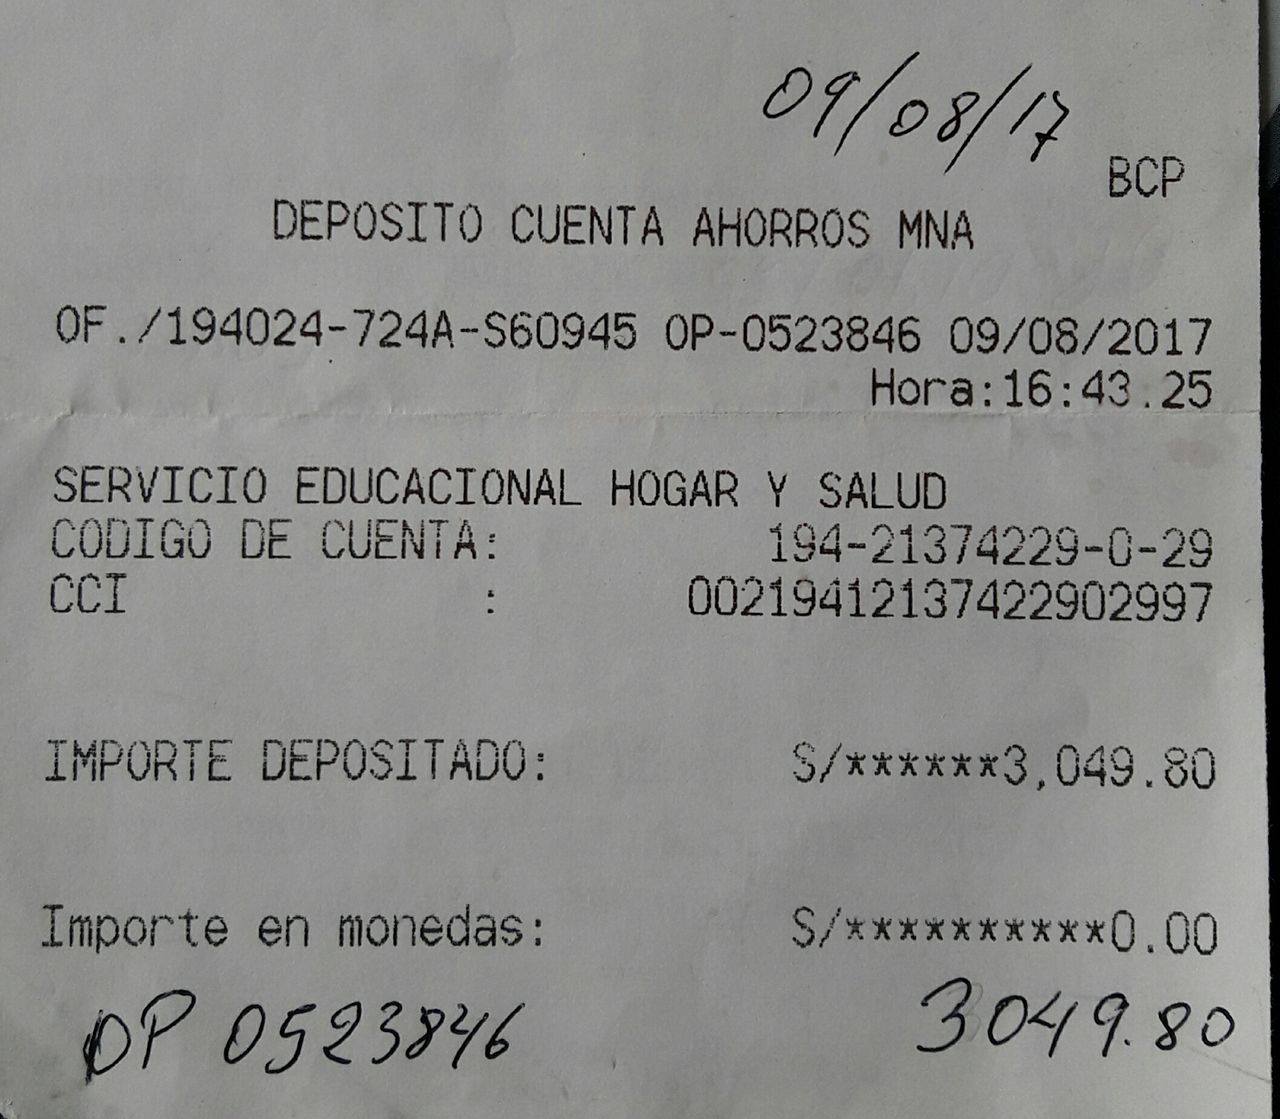 09/08/17
BCP
DEPOSITO CUENTA AHORROS MNA
OF./194024-724A-S60945 OP-0523846 09/08/2017
Hora:16:43.25
SERVICIO EDUCACIONAL HOGAR Y SALUD
CODIGO DE CUENTA: 194-21374229-0-29
CCI : 00219412137422902997
IMPORTE DEPOSITADO: S/******3,049.80
Importe en monedas: S/**********0.00
OP 0523846 3049.80